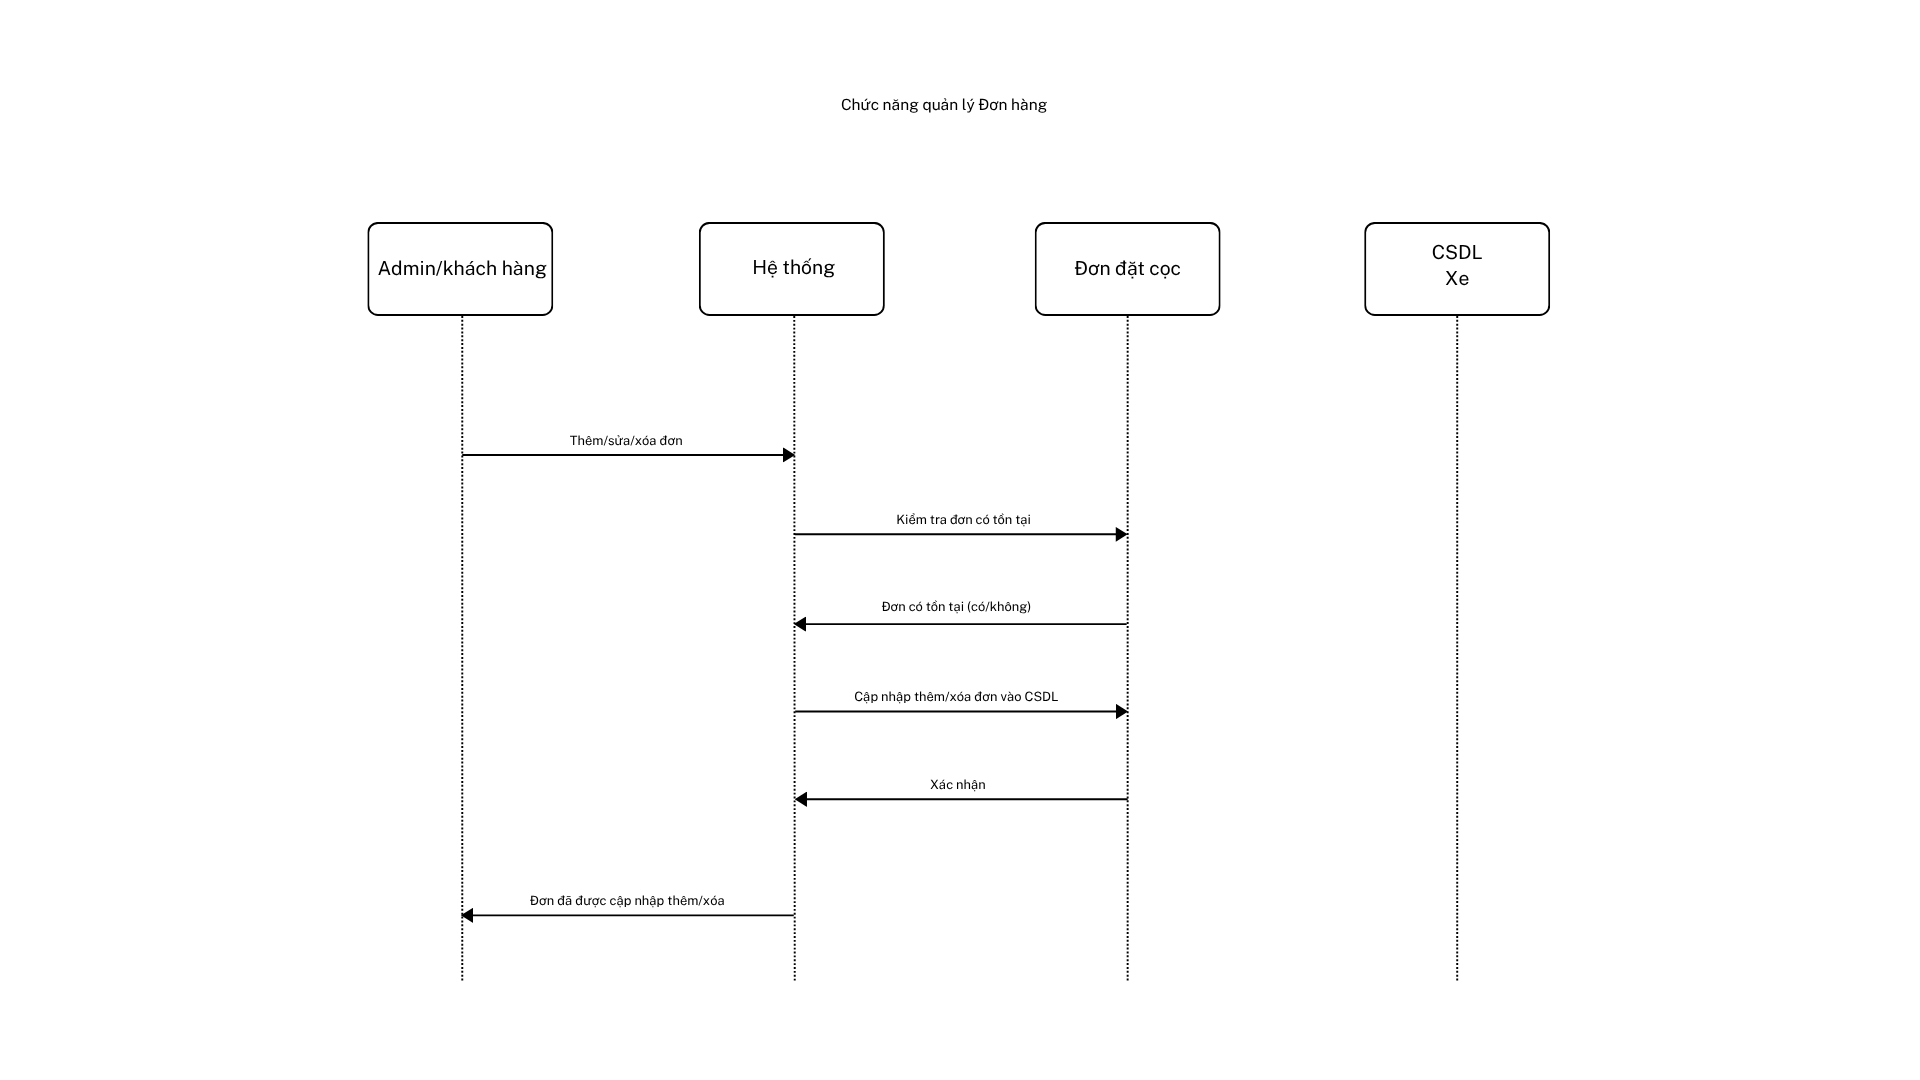 Chức năng quản lý Đơn hàng
Admin/khách hàng
Hệ thống
Đơn đặt cọc
CSDL
Xe
Thêm/sửa/xóa đơn
Kiểm tra đơn có tồn tại
Đơn có tồn tại (có/không)
Cập nhập thêm/xóa đơn vào CSDL
Xác nhận
Đơn đã được cập nhập thêm/xóa